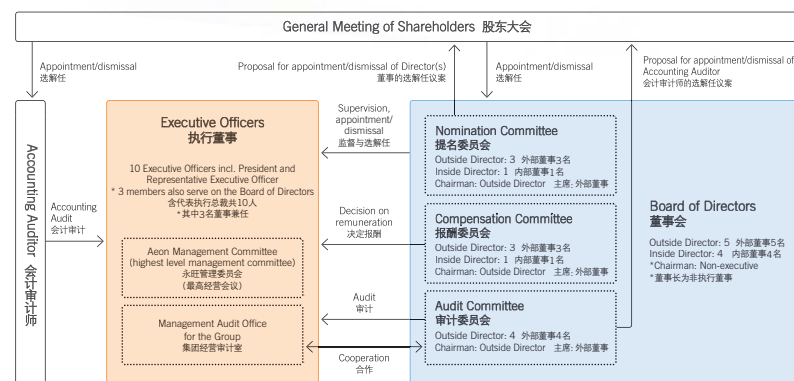 General Meeting of Shareholders 股东大会
Appointment/dismissal
选解任
Proposal for appointment/dismissal of Director(s)
董事的选解任议案
Appointment/dismissal
选解任
Proposal for appointment/dismissal of
Accounting Auditor
会计审计师的选解任议案
Accounting Auditor 会计审计师
Accounting
Audit
会计审计
Executive Officers
执行董事
10 Executive Officers incl. President and
Representative Executive Officer
* 3 members also serve on the Board of Directors
含代表执行总裁共10人
*其中3名董事兼任
Aeon Management Committee
(highest level management committee)
永旺管理委员会
(最高经营会议)
Management Audit Office
for the Group
集团经营审计室
Supervision,
appointment/
dismissal
监督与选解任
Decision on
remuneration
决定报酬
Audit
审计
Cooperation
合作
Nomination Committee
提名委员会
Outside Director: 3 外部董事3名
Inside Director: 1 内部董事1名
Chairman: Outside Director 主席: 外部董事
Compensation Committee
报酬委员会
Outside Director: 3 外部董事3名
Inside Director: 1 内部董事1名
Chairman: Outside Director 主席: 外部董事
Audit Committee
审计委员会
Outside Director: 4 外部董事4名
Chairman: Outside Director 主席: 外部董事
Board of Directors
董事会
Outside Director: 5 外部董事5名
Inside Director: 4 内部董事4名
*Chairman: Non-executive
*董事长为非执行董事